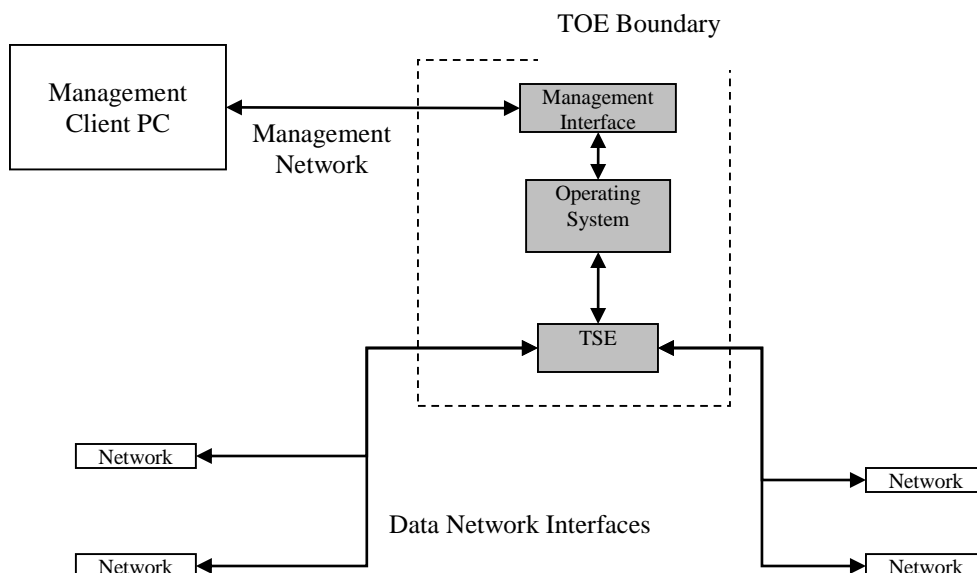 TOE Boundary
Management
Client PC
Management
Network
Management
Interface
Operating
System
TSE
Network
Network
Data Network Interfaces
Network
Network